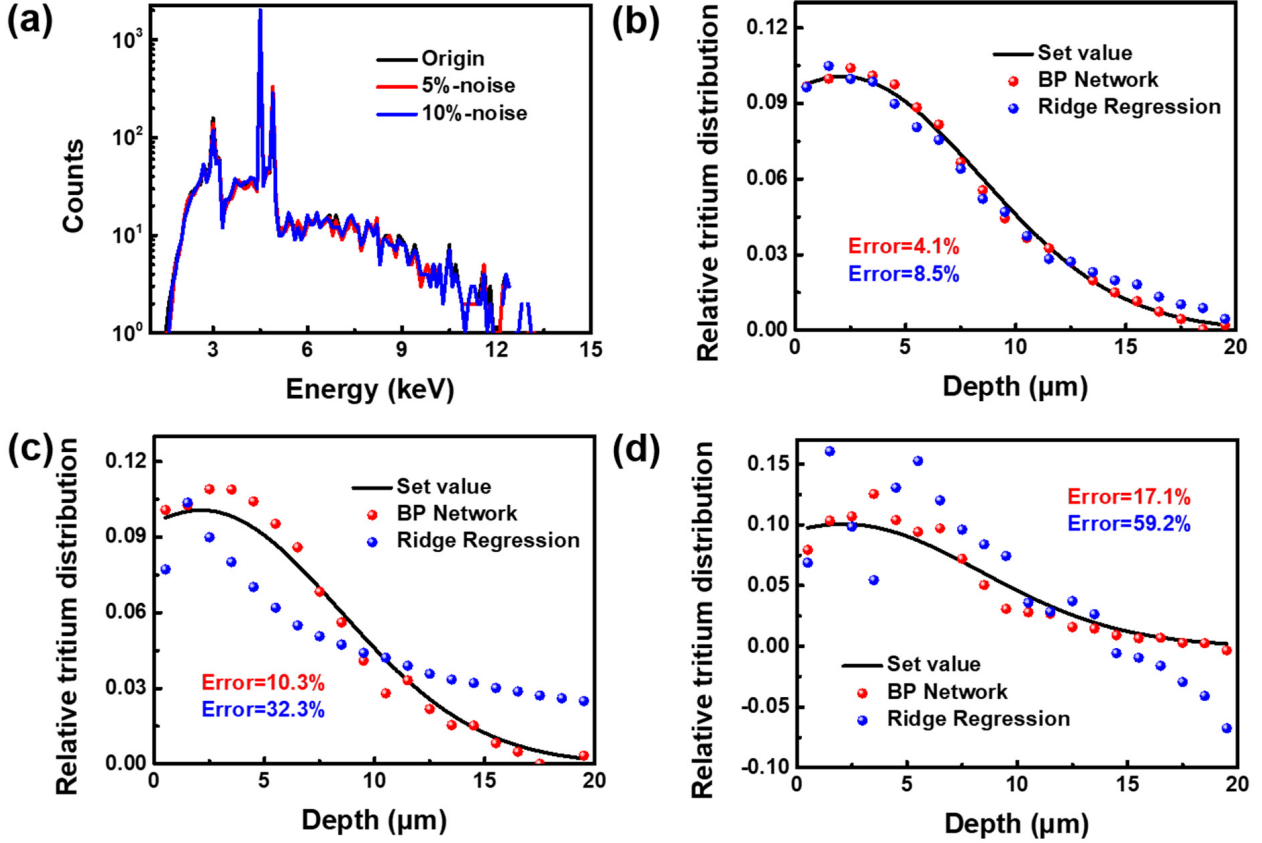 (a)
10³
10²
10¹
10⁰
Counts
Origin
5%-noise
10%-noise
3
6
9
12
15
Energy (keV)
(b)
0.12
0.09
0.06
0.03
0.00
Relative tritium distribution
Set value
BP Network
Ridge Regression
Error=4.1%
Error=8.5%
0
5
10
15
20
Depth (μm)
(c)
0.12
0.09
0.06
0.03
0.00
Relative tritium distribution
Set value
BP Network
Ridge Regression
Error=10.3%
Error=32.3%
0
5
10
15
20
Depth (μm)
(d)
0.15
0.10
0.05
0.00
-0.05
-0.10
Relative tritium distribution
Error=17.1%
Error=59.2%
Set value
BP Network
Ridge Regression
0
5
10
15
20
Depth (μm)